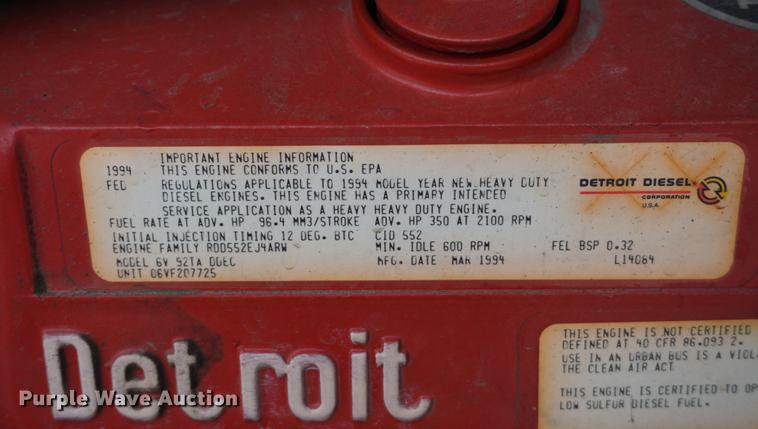 IMPORTANT ENGINE INFORMATION
1994 THIS ENGINE CONFORMS TO U.S. EPA
FED REGULATIONS APPLICABLE TO 1994 MODEL YEAR NEW HEAVY DUTY
DIESEL ENGINES. THIS ENGINE HAS A PRIMARY INTENDED
SERVICE APPLICATION AS A HEAVY HEAVY DUTY ENGINE.
FUEL RATE AT ADV. HP 96.4 MM3/STROKE ADV. HP 350 AT 2100 RPM
INITIAL INJECTION TIMING 12 DEG. BTC CID 552
ENGINE FAMILY RDD552EJ4ARW MIN. IDLE 600 RPM FEL BSP 0.32
MODEL 6V 92TA DDEC MFG. DATE MAR 1994 L14084
UNIT 06VF207725
DETROIT DIESEL
CORPORATION
U.S.A.
Detroit
THIS ENGINE IS NOT CERTIFIED
DEFINED AT 40 CFR 86.093 2.
USE IN AN URBAN BUS IS A VIOL
THE CLEAN AIR ACT
THIS ENGINE IS CERTIFIED TO OP
LOW SULFUR DIESEL FUEL.
Purple Wave Auction